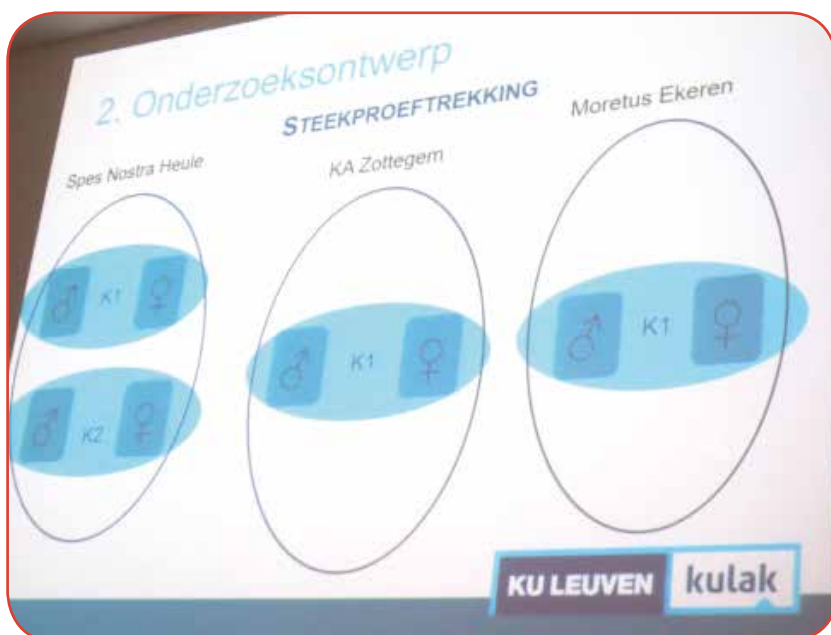 2. Onderzoeksontwerp
STEEKPROEFTREKKING
Spes Nostra Heule
KA Zottegem
Moretus Ekeren
♂ K1 ♀
♂ K2 ♀
♂ K1 ♀
♂ K1 ♀
KU LEUVEN kulak